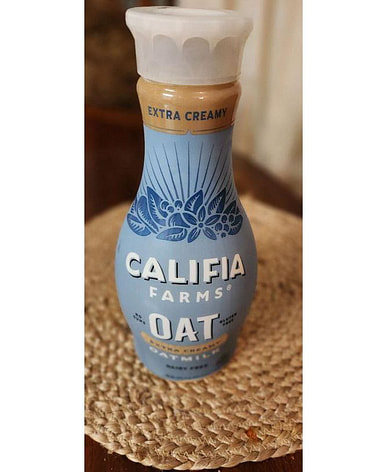 EXTRA CREAMY
CALIFIA
FARMS®
OAT
EXTRA CREAMY
OATMILK
DAIRY FREE